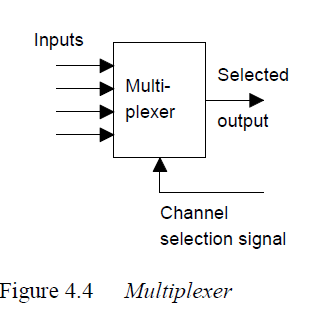 Inputs
Multi-
plexer
Selected
output
Channel
selection signal
Figure 4.4 Multiplexer